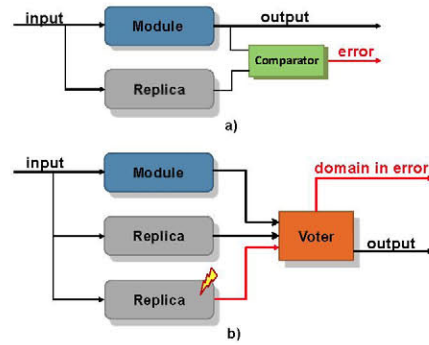 input
Module
output
Comparator
error
Replica
a)
input
Module
domain in error
Replica
Voter
output
Replica
b)